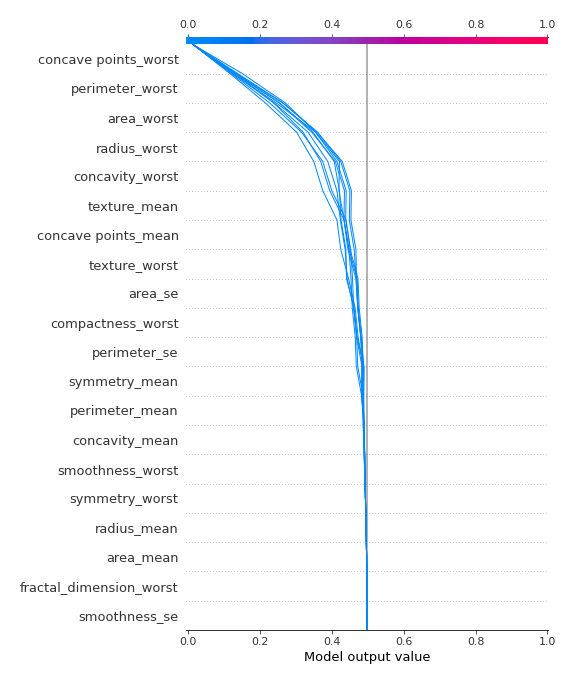 0.0 0.2 0.4 0.6 0.8 1.0
concave points_worst
perimeter_worst
area_worst
radius_worst
concavity_worst
texture_mean
concave points_mean
texture_worst
area_se
compactness_worst
perimeter_se
symmetry_mean
perimeter_mean
concavity_mean
smoothness_worst
symmetry_worst
radius_mean
area_mean
fractal_dimension_worst
smoothness_se
0.0 0.2 0.4 0.6 0.8 1.0
Model output value